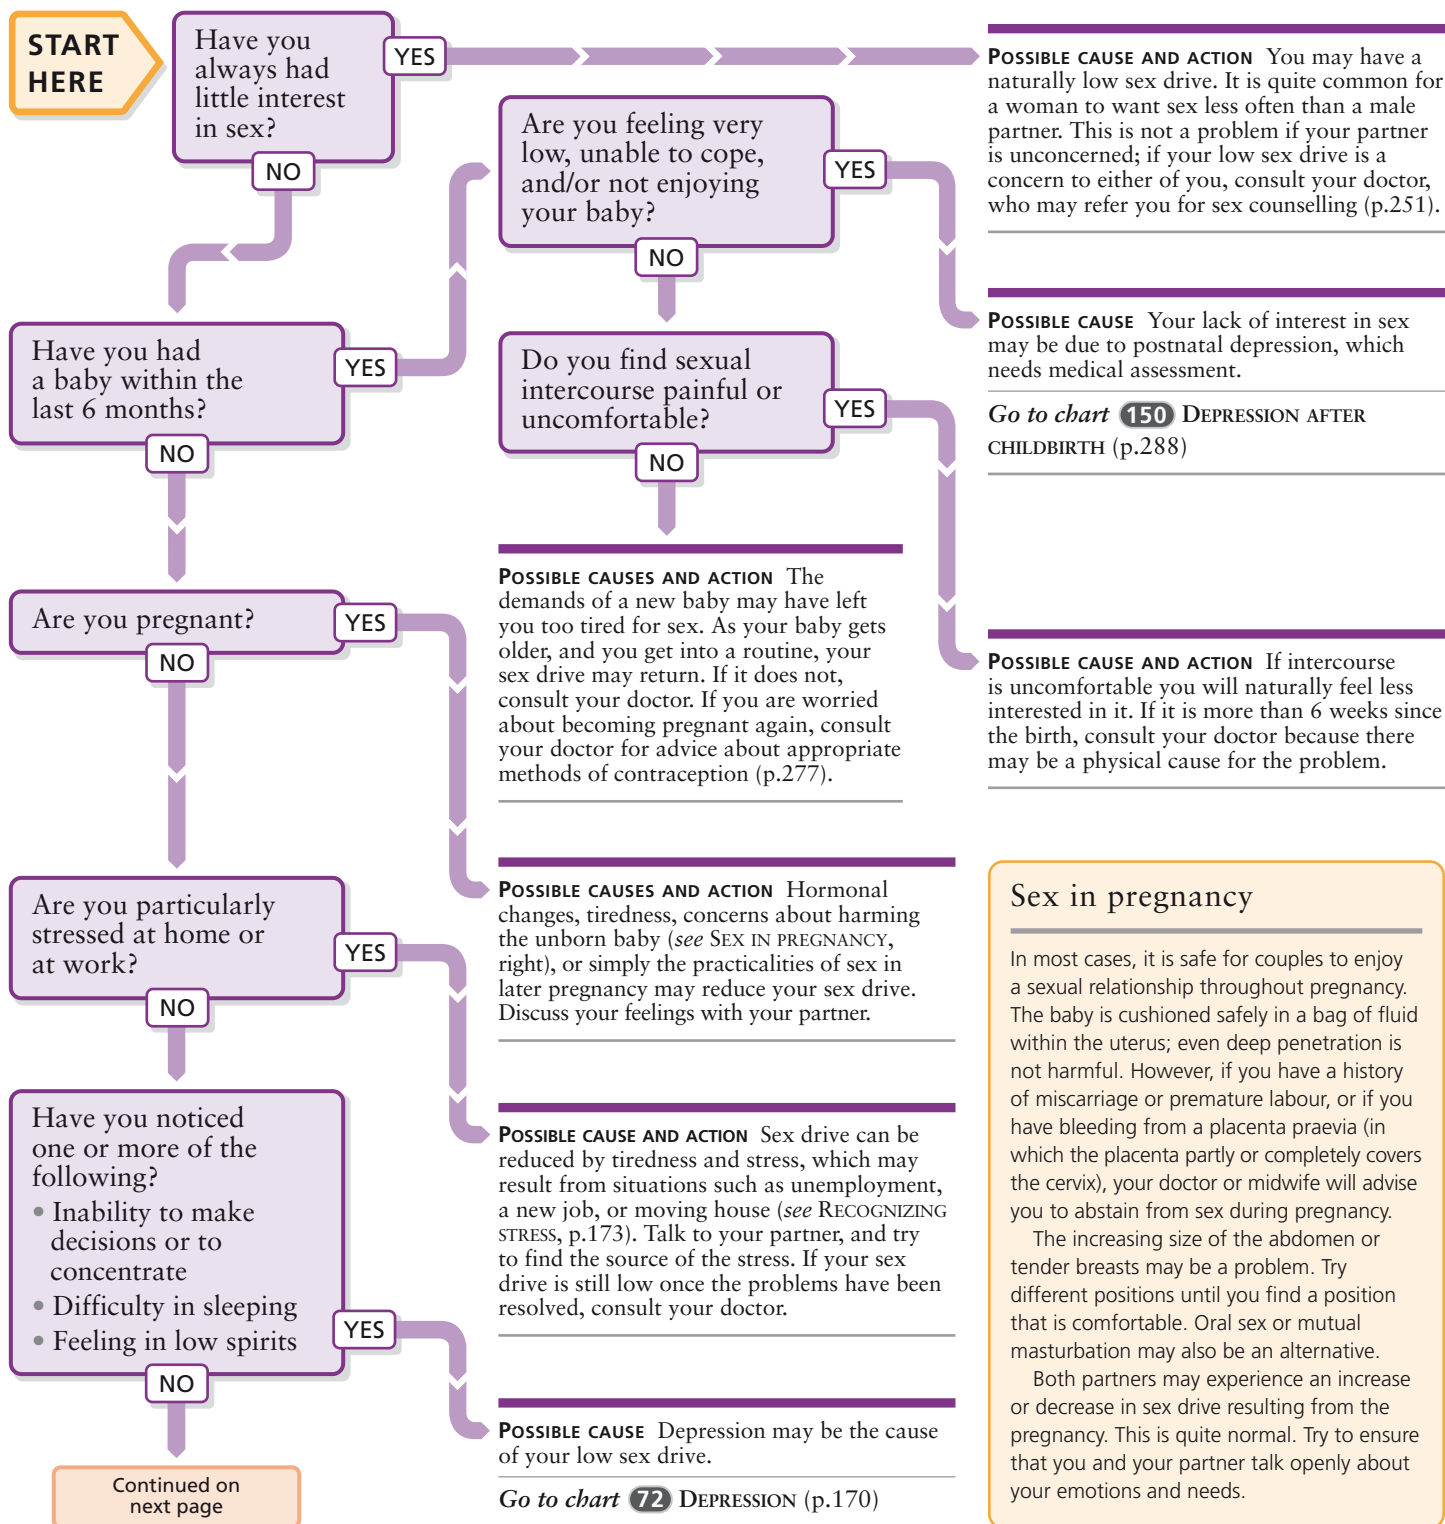 START
HERE
Have you
always had
little interest
in sex?
YES
NO
POSSIBLE CAUSE AND ACTION You may have a
naturally low sex drive. It is quite common for
a woman to want sex less often than a male
partner. This is not a problem if your partner
is unconcerned; if your low sex drive is a
concern to either of you, consult your doctor,
who may refer you for sex counselling (p.251).
Are you feeling very
low, unable to cope,
and/or not enjoying
your baby?
YES
NO
POSSIBLE CAUSE Your lack of interest in sex
may be due to postnatal depression, which
needs medical assessment.
Go to chart 150 DEPRESSION AFTER
CHILDBIRTH (p.288)
Have you had
a baby within the
last 6 months?
YES
NO
Do you find sexual
intercourse painful or
uncomfortable?
YES
NO
POSSIBLE CAUSES AND ACTION The
demands of a new baby may have left
you too tired for sex. As your baby gets
older, and you get into a routine, your
sex drive may return. If it does not,
consult your doctor. If you are worried
about becoming pregnant again, consult
your doctor for advice about appropriate
methods of contraception (p.277).
POSSIBLE CAUSE AND ACTION If intercourse
is uncomfortable you will naturally feel less
interested in it. If it is more than 6 weeks since
the birth, consult your doctor because there
may be a physical cause for the problem.
Are you pregnant?
YES
NO
POSSIBLE CAUSES AND ACTION Hormonal
changes, tiredness, concerns about harming
the unborn baby (see SEX IN PREGNANCY,
right), or simply the practicalities of sex in
later pregnancy may reduce your sex drive.
Discuss your feelings with your partner.
Are you particularly
stressed at home or
at work?
YES
NO
POSSIBLE CAUSE AND ACTION Sex drive can be
reduced by tiredness and stress, which may
result from situations such as unemployment,
a new job, or moving house (see RECOGNIZING
STRESS, p.173). Talk to your partner, and try
to find the source of the stress. If your sex
drive is still low once the problems have been
resolved, consult your doctor.
Have you noticed
one or more of the
following?
• Inability to make
decisions or to
concentrate
• Difficulty in sleeping
• Feeling in low spirits
YES
NO
POSSIBLE CAUSE Depression may be the cause
of your low sex drive.
Go to chart 72 DEPRESSION (p.170)
Continued on
next page
Sex in pregnancy
In most cases, it is safe for couples to enjoy
a sexual relationship throughout pregnancy.
The baby is cushioned safely in a bag of fluid
within the uterus; even deep penetration is
not harmful. However, if you have a history
of miscarriage or premature labour, or if you
have bleeding from a placenta praevia (in
which the placenta partly or completely covers
the cervix), your doctor or midwife will advise
you to abstain from sex during pregnancy.
The increasing size of the abdomen or
tender breasts may be a problem. Try
different positions until you find a position
that is comfortable. Oral sex or mutual
masturbation may also be an alternative.
Both partners may experience an increase
or decrease in sex drive resulting from the
pregnancy. This is quite normal. Try to ensure
that you and your partner talk openly about
your emotions and needs.